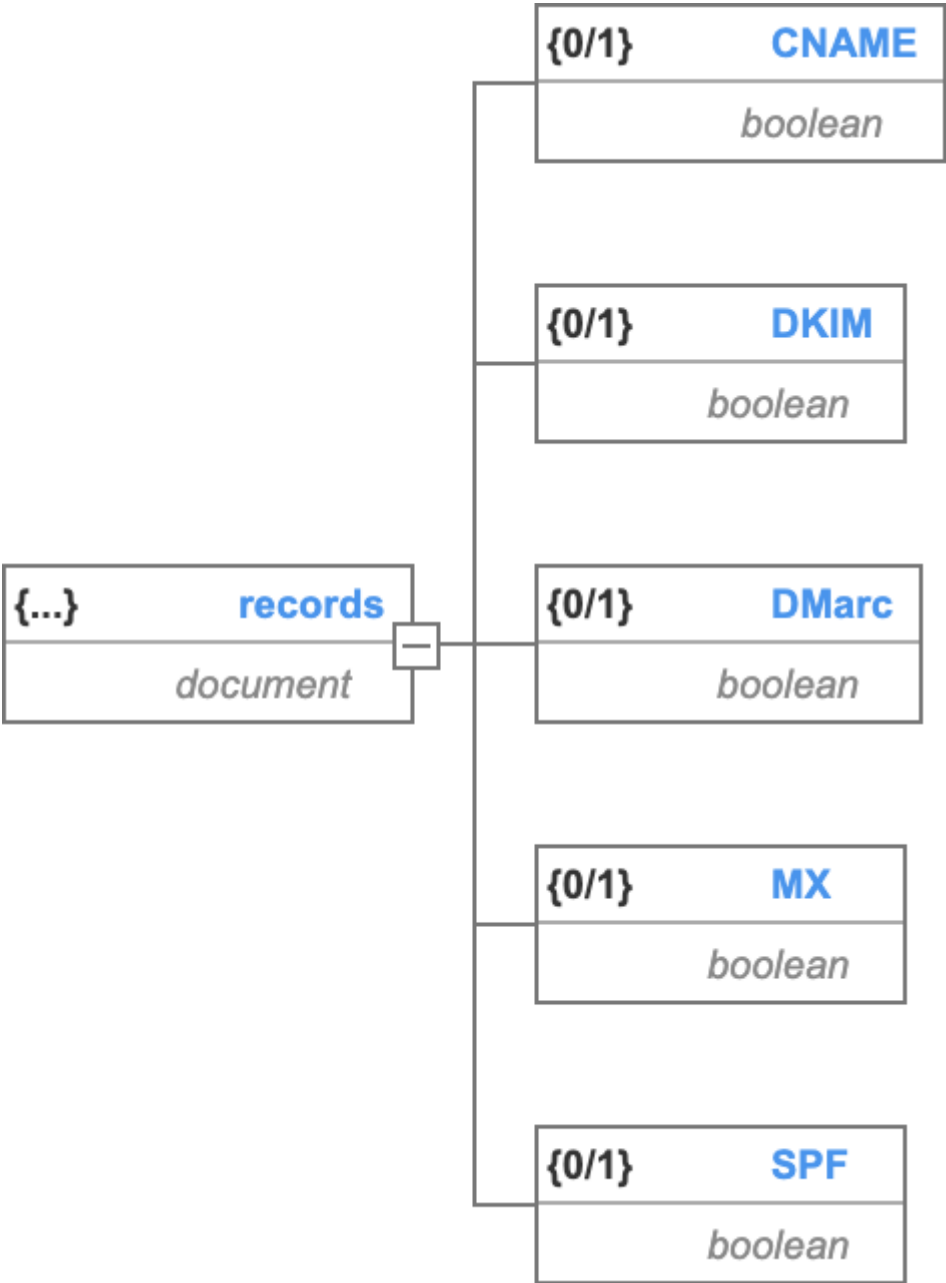 {0/1} CNAME
boolean
{0/1} DKIM
boolean
{...} records
document
{0/1} DMarc
boolean
{0/1} MX
boolean
{0/1} SPF
boolean